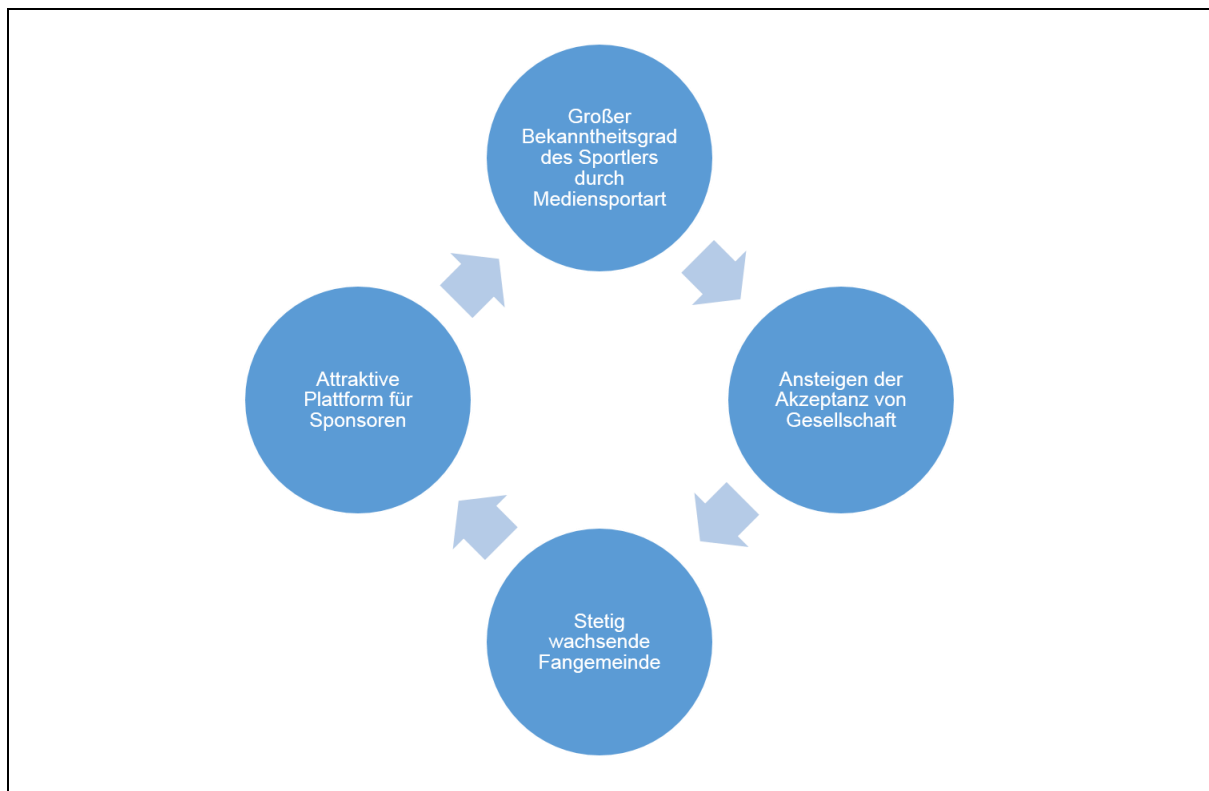 Großer
Bekanntheitsgrad
des Sportlers
durch
Mediensportart
Attraktive
Plattform für
Sponsoren
Ansteigen der
Akzeptanz von
Gesellschaft
Stetig
wachsende
Fangemeinde